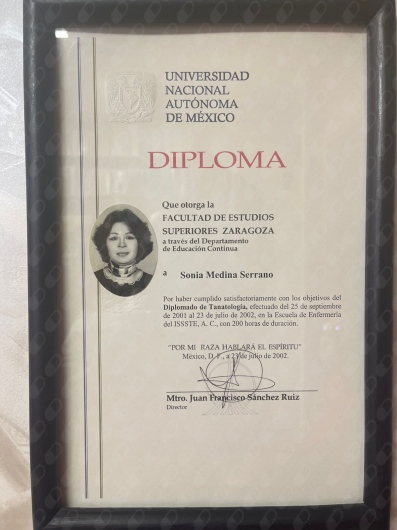 UNIVERSIDAD
NACIONAL
AUTÓNOMA
DE MÉXICO
DIPLOMA
Que otorga la
FACULTAD DE ESTUDIOS
SUPERIORES ZARAGOZA
a través del Departamento
de Educación Continua
a Sonia Medina Serrano
Por haber cumplido satisfactoriamente con los objetivos del
Diplomado de Tanatología, efectuado del 25 de septiembre
de 2001 al 23 de julio de 2002, en la Escuela de Enfermería
del ISSSTE, A. C., con 200 horas de duración.
"POR MI RAZA HABLARÁ EL ESPÍRITU"
México, D. F., a 23 de julio de 2002.
Mtro. Juan Francisco Sánchez Ruiz
Director